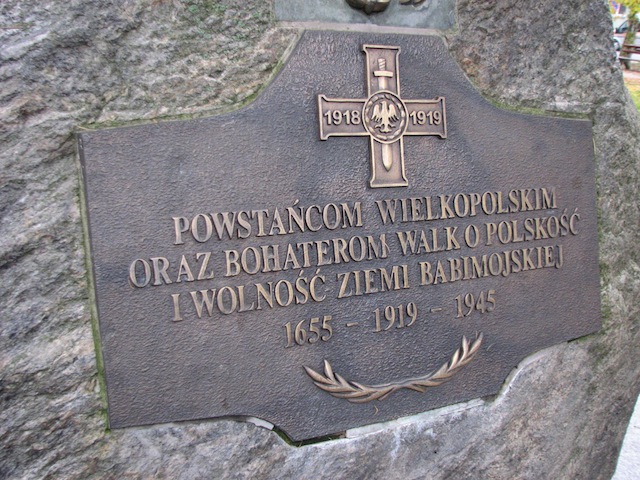 1918 1919
POWSTAŃCOM WIELKOPOLSKIM
ORAZ BOHATEROM WALK O POLSKOŚĆ
I WOLNOŚĆ ZIEMI BABIMOJSKIEJ
1655 - 1919 - 1945